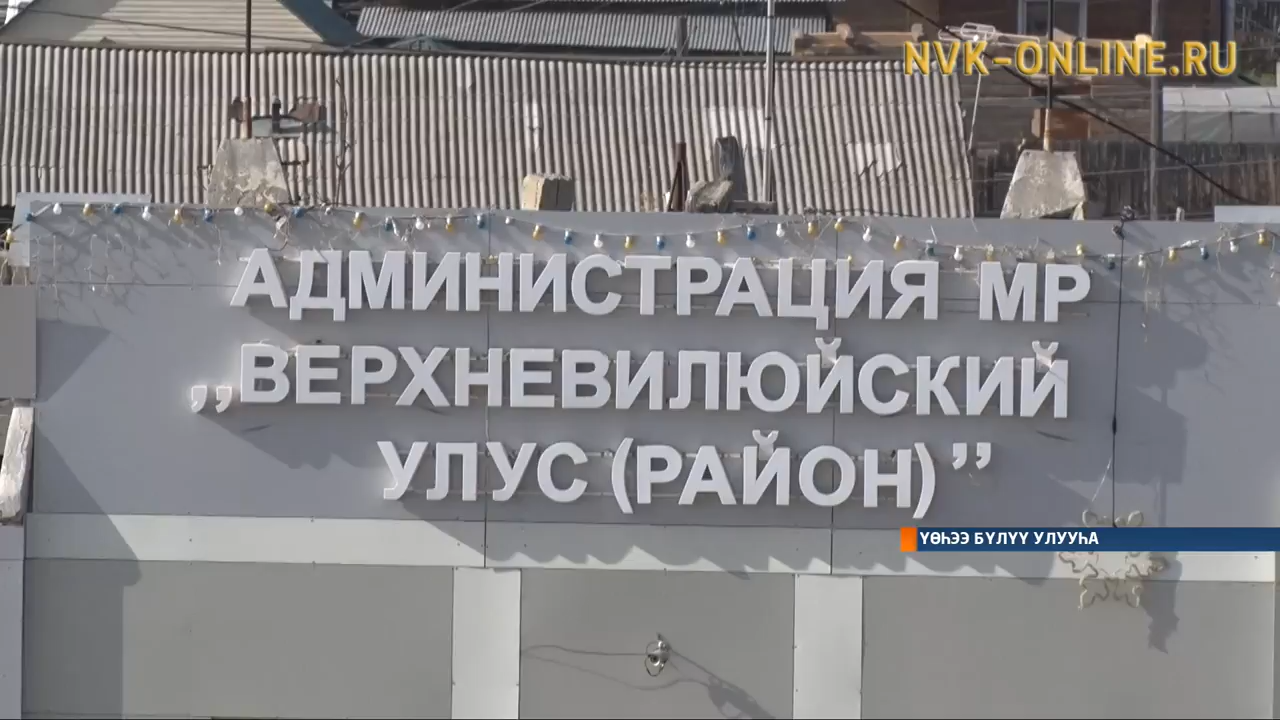 NVK-ONLINE.RU
АДМИНИСТРАЦИЯ МР
,,ВЕРХНЕВИЛЮЙСКИЙ
УЛУС (РАЙОН)”
ҮӨҺЭЭ БҮЛҮҮ УЛУУҺА